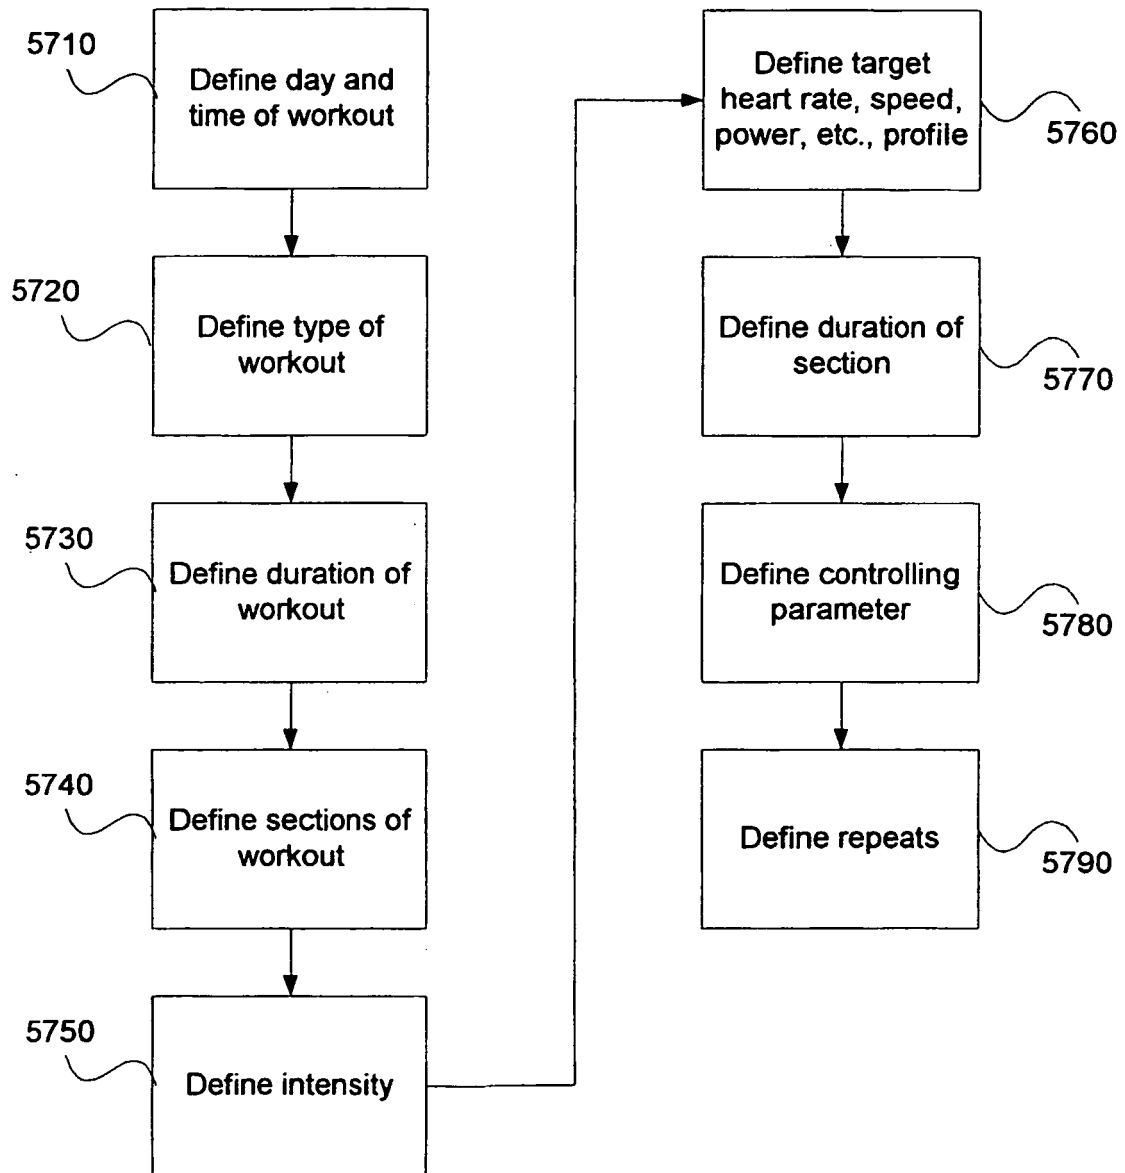 5710
Define day and
time of workout
5720
Define type of
workout
5730
Define duration of
workout
5740
Define sections of
workout
5750
Define intensity
Define target
heart rate, speed,
power, etc., profile
5760
Define duration of
section
5770
Define controlling
parameter
5780
Define repeats
5790